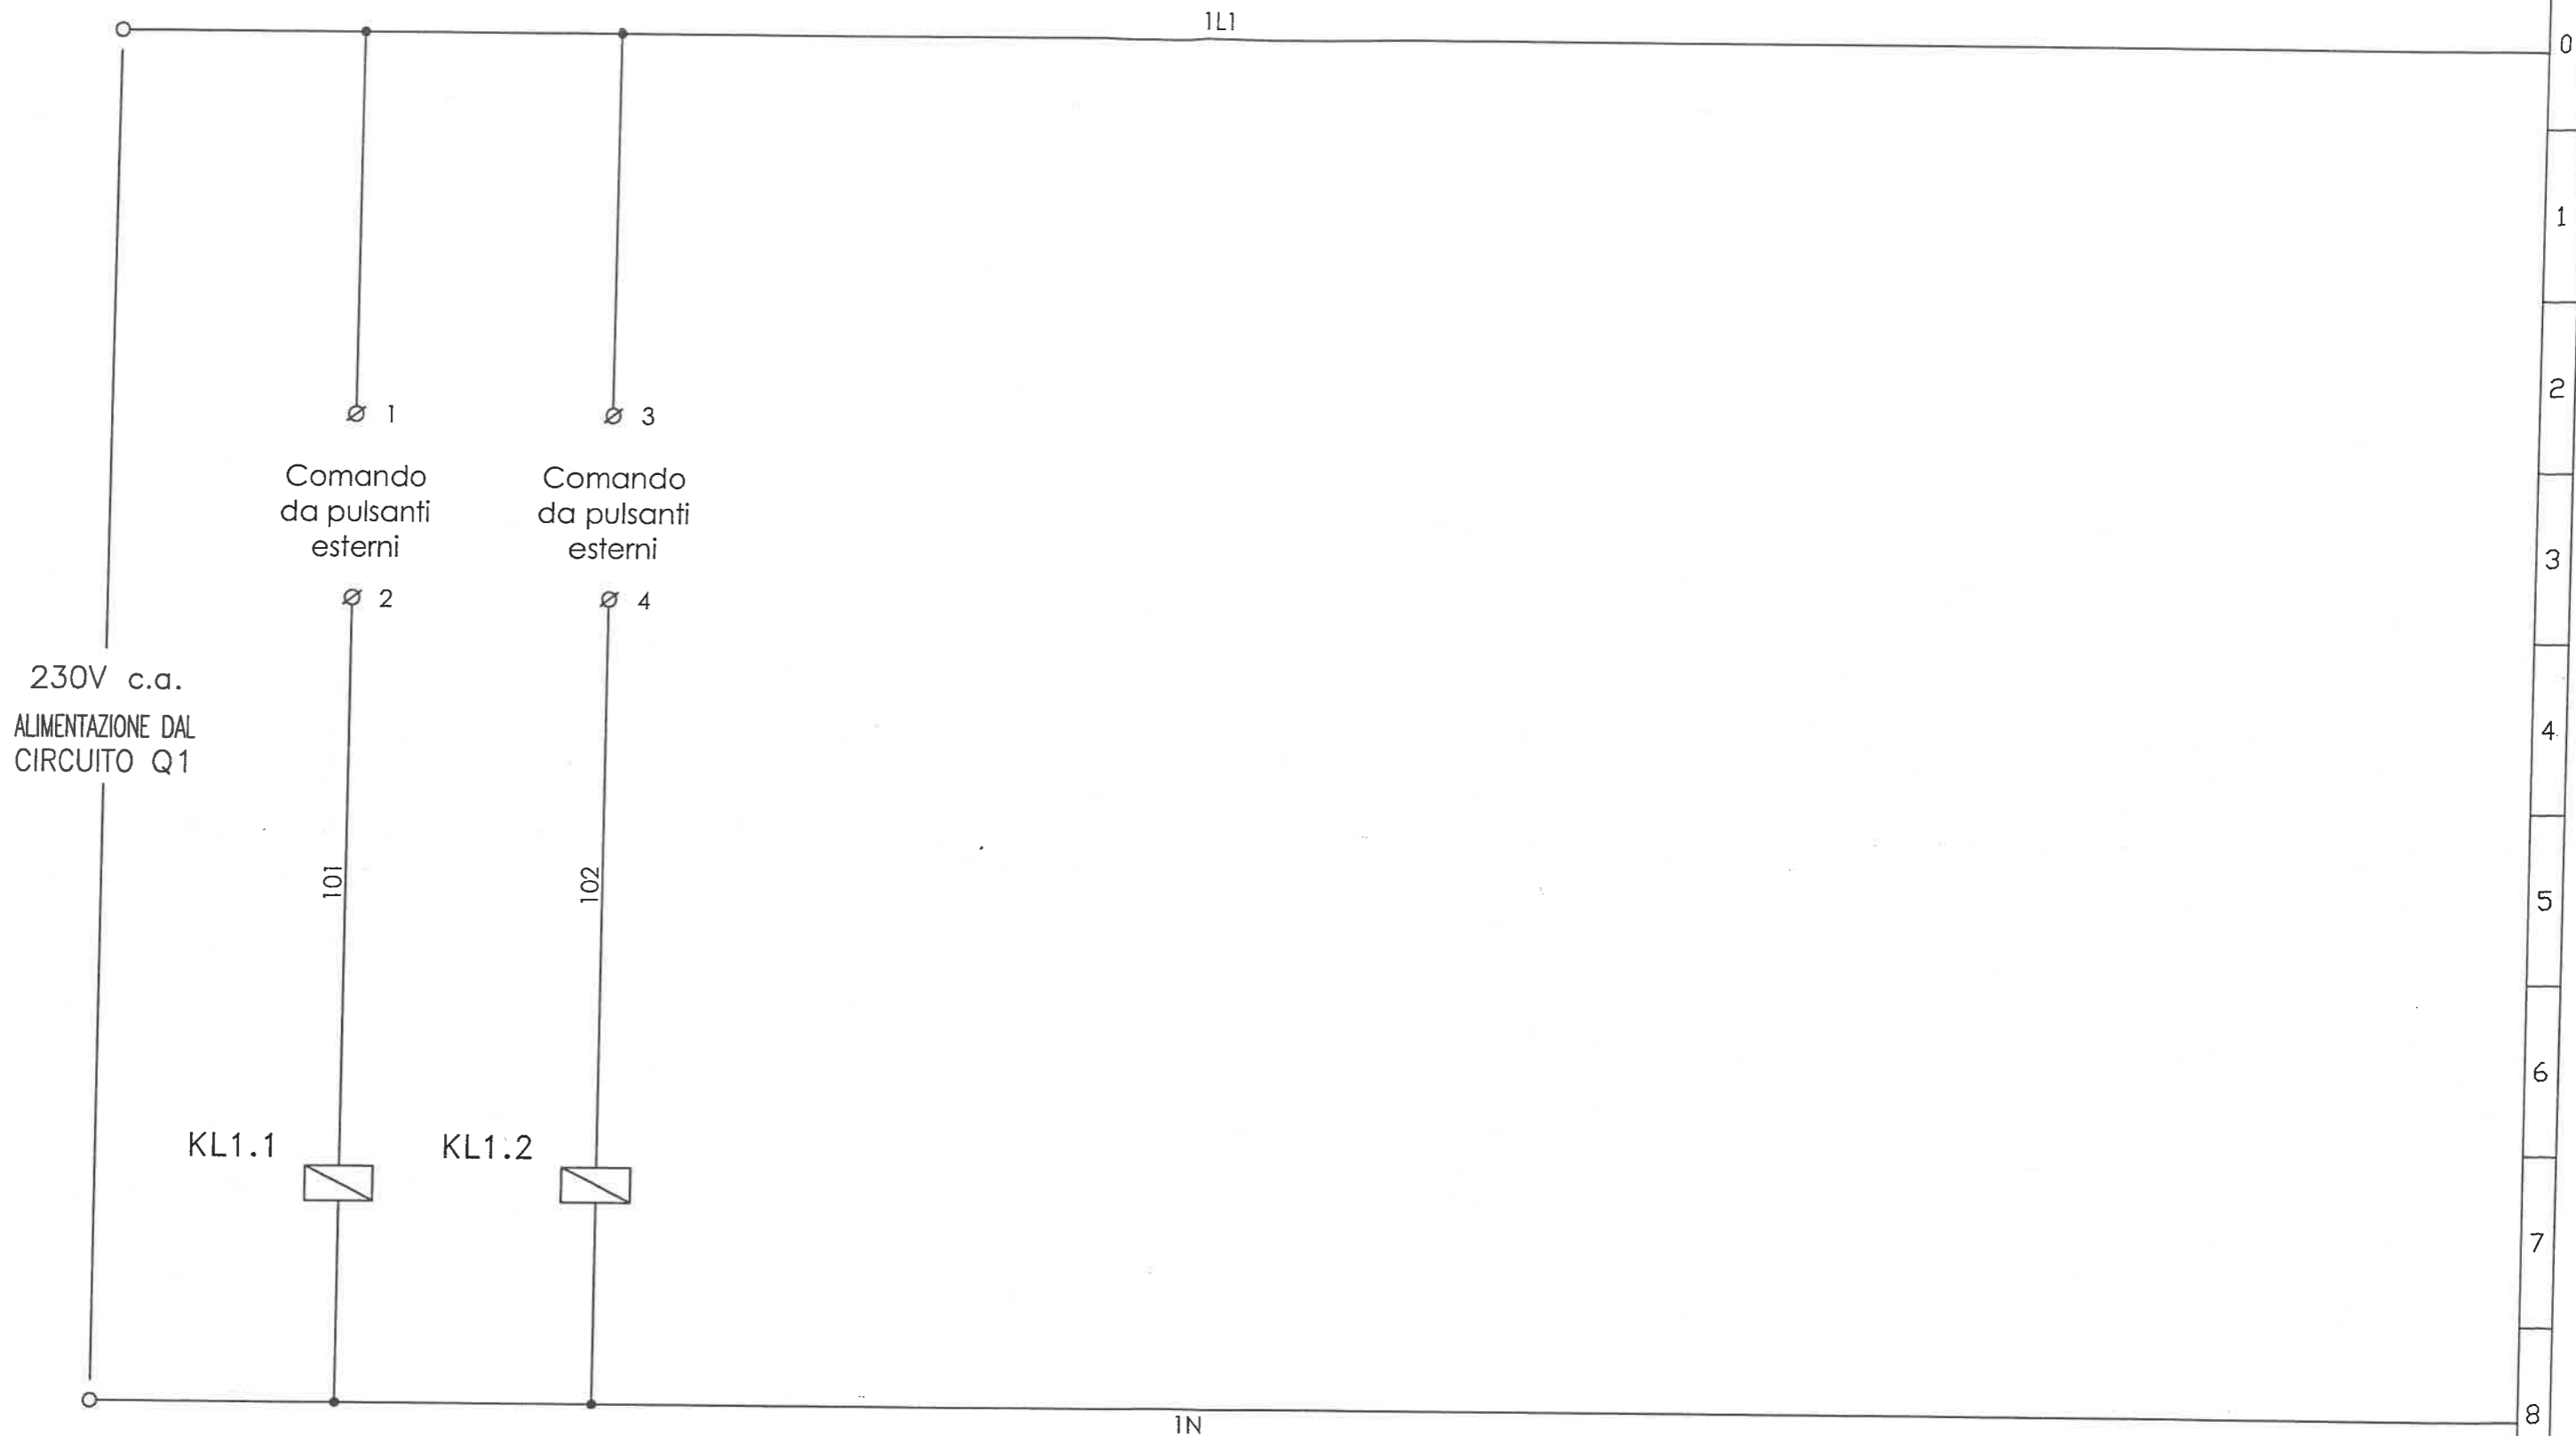 1L1
0
1
2
1
3
Comando
da pulsanti
esterni
Comando
da pulsanti
esterni
2
4
3
230V c.a.
ALIMENTAZIONE DAL
CIRCUITO Q1
4
101
102
5
6
KL1.1
KL1.2
7
1N
8